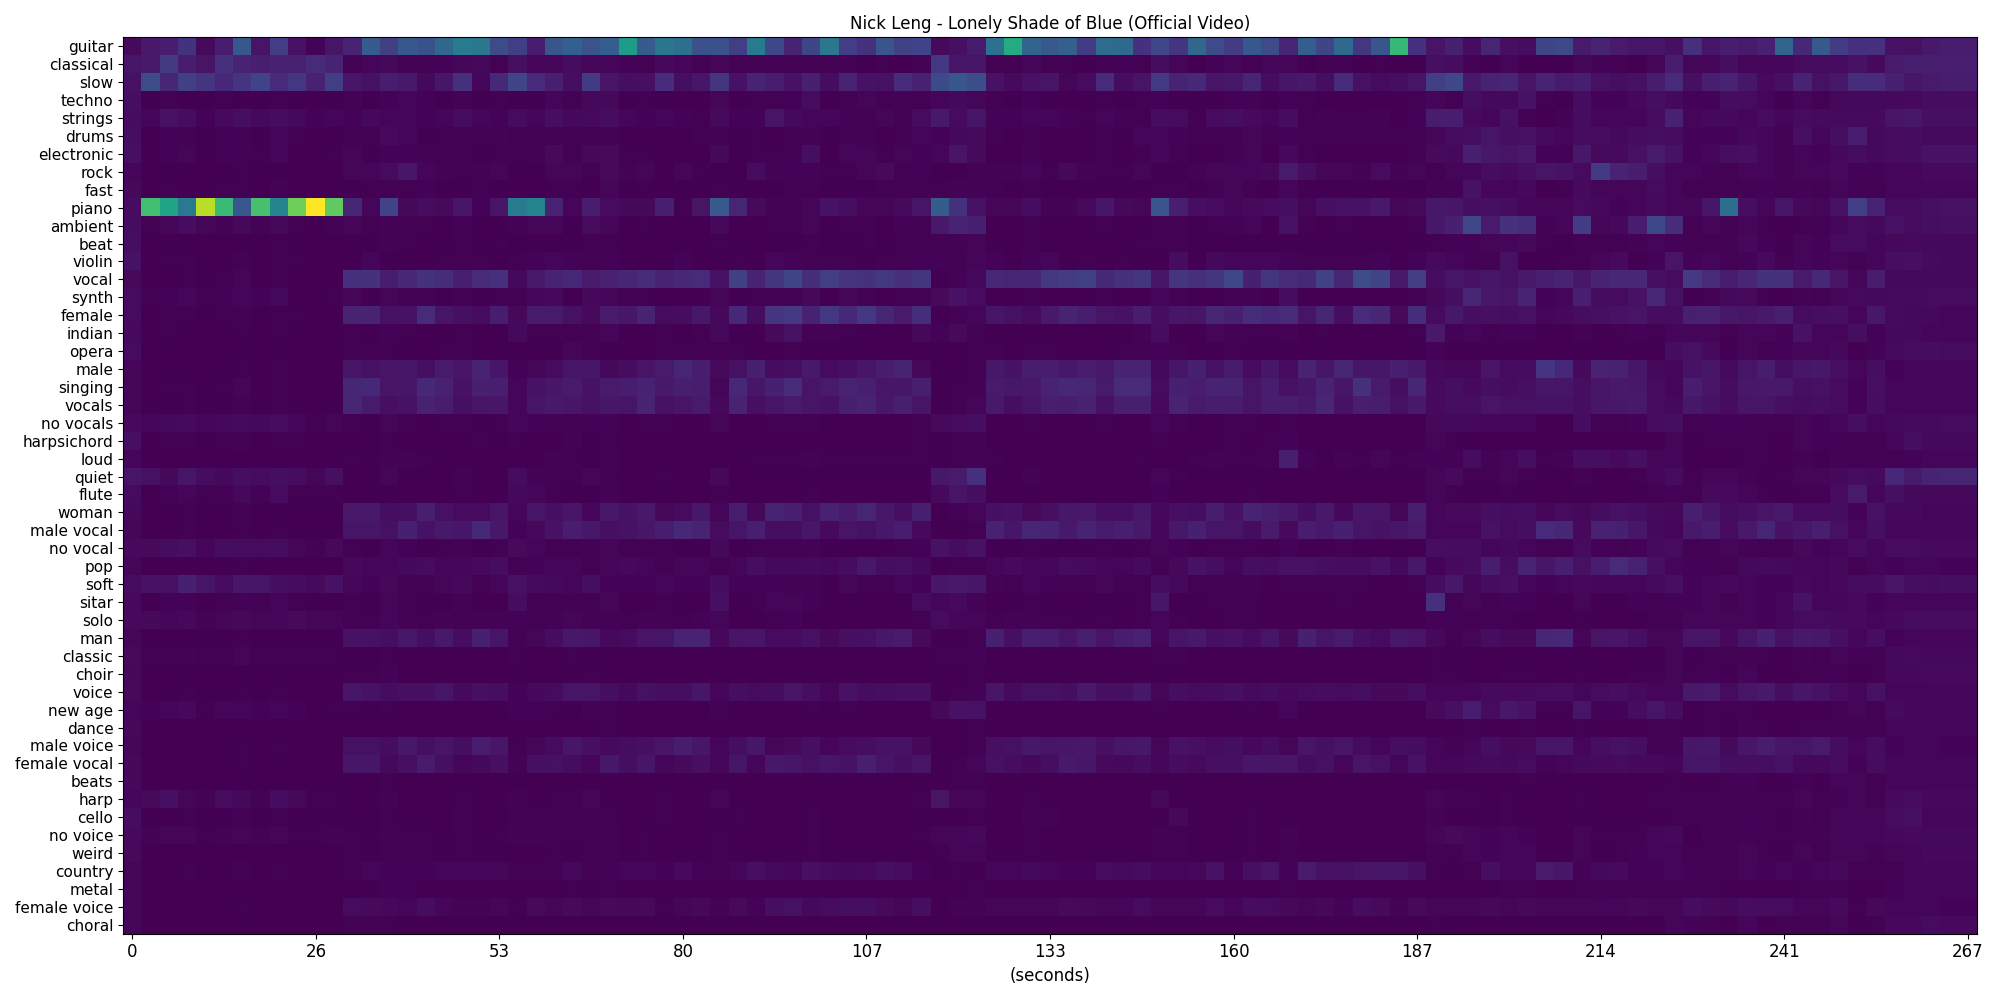 Nick Leng - Lonely Shade of Blue (Official Video)
guitar
classical
slow
techno
strings
drums
electronic
rock
fast
piano
ambient
beat
violin
vocal
synth
female
indian
opera
male
singing
vocals
no vocals
harpsichord
loud
quiet
flute
woman
male vocal
no vocal
pop
soft
sitar
solo
man
classic
choir
voice
new age
dance
male voice
female vocal
beats
harp
cello
no voice
weird
country
metal
female voice
choral
0 26 53 80 107 133 160 187 214 241 267
(seconds)